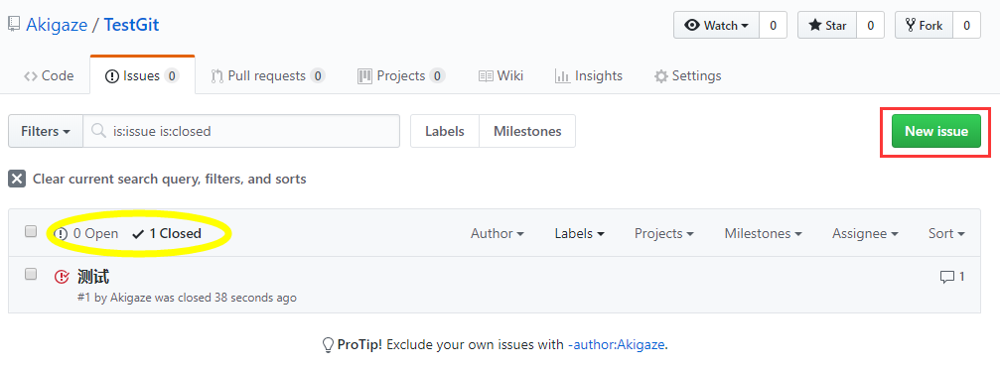 Akigaze / TestGit Watch 0 Star 0 Fork 0
Code Issues 0 Pull requests 0 Projects 0 Wiki Insights Settings
Filters is:issue is:closed Labels Milestones New issue
Clear current search query, filters, and sorts
0 Open 1 Closed Author Labels Projects Milestones Assignee Sort
测试 1
#1 by Akigaze was closed 38 seconds ago
ProTip! Exclude your own issues with -author:Akigaze.